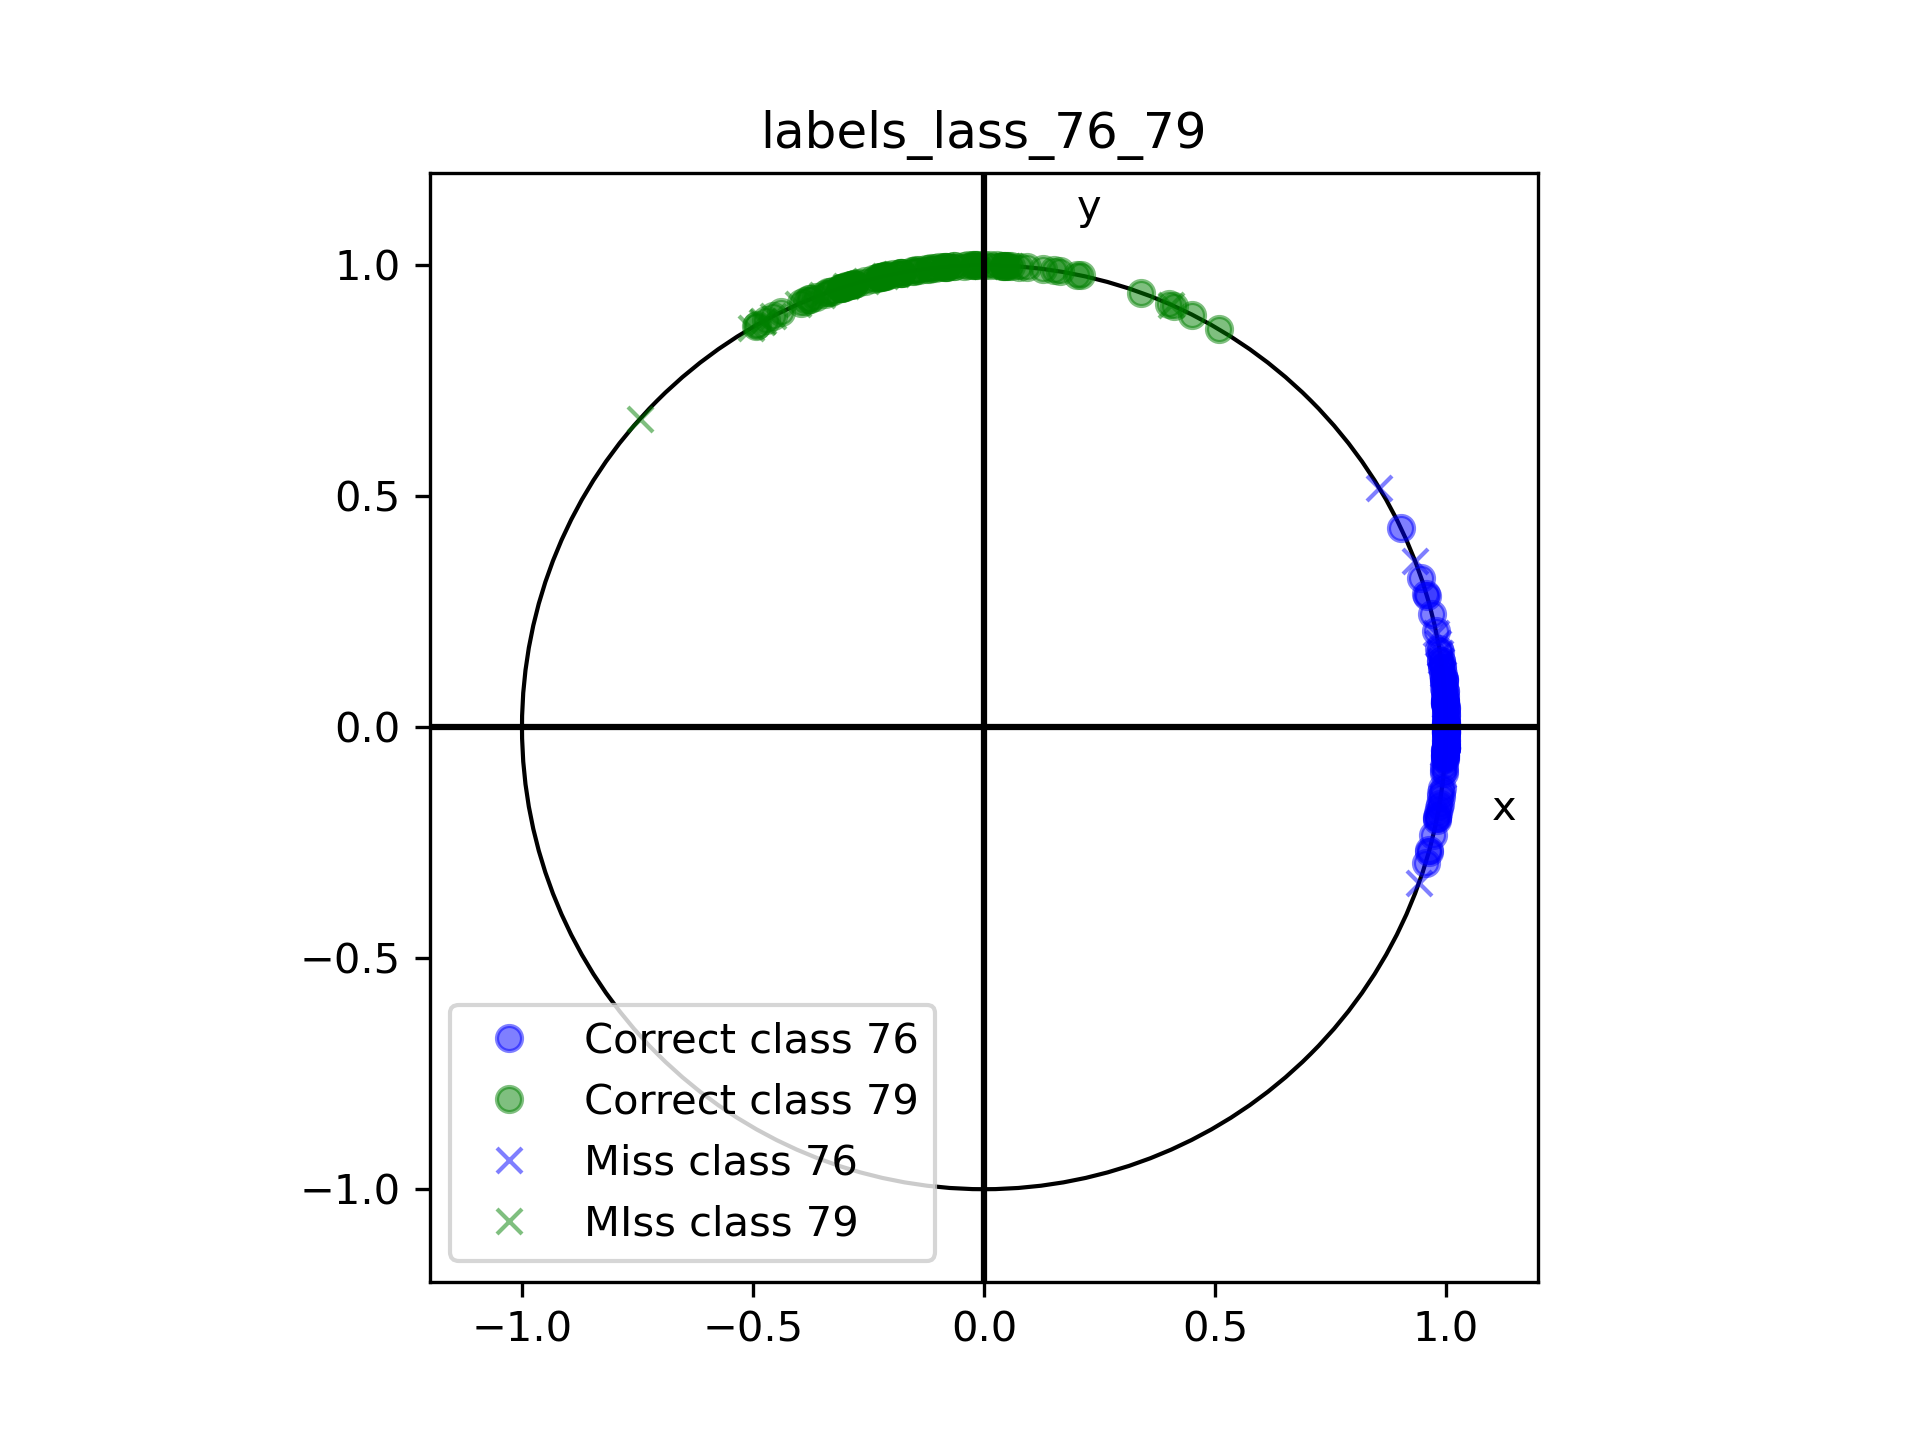 labels_lass_76_79
y
1.0
0.5
0.0
−0.5
−1.0
x
Correct class 76
Correct class 79
Miss class 76
MIss class 79
−1.0 −0.5 0.0 0.5 1.0